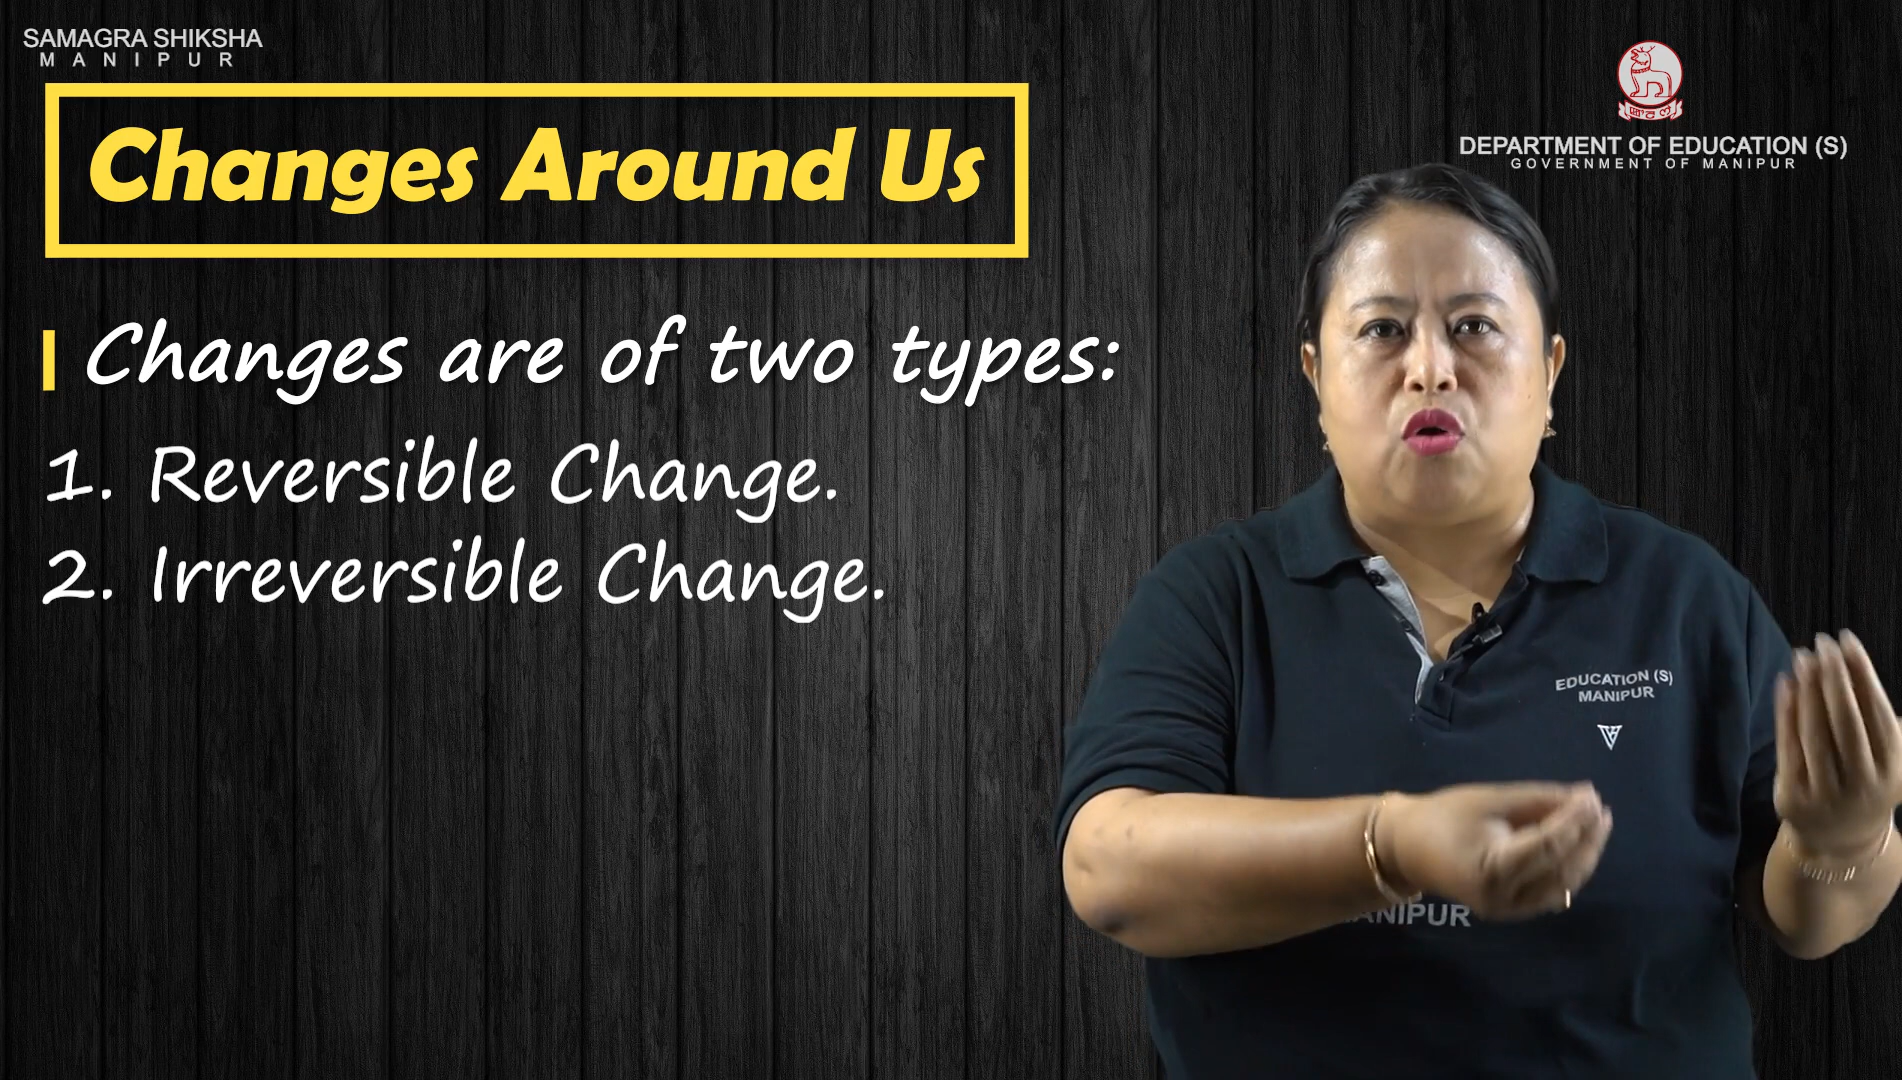 SAMAGRA SHIKSHA
MANIPUR
DEPARTMENT OF EDUCATION (S)
GOVERNMENT OF MANIPUR
Changes Around Us
Changes are of two types:
1. Reversible Change.
2. Irreversible Change.
EDUCATION (S)
MANIPUR
MANIPUR